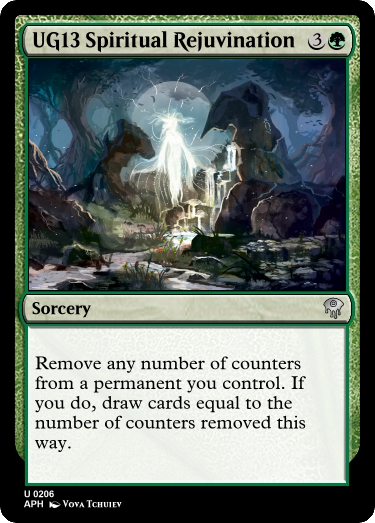 UG13 Spiritual Rejuvination 3
Sorcery
Remove any number of counters
from a permanent you control. If
you do, draw cards equal to the
number of counters removed this
way.
U 0206
APH Vova Tchuiev